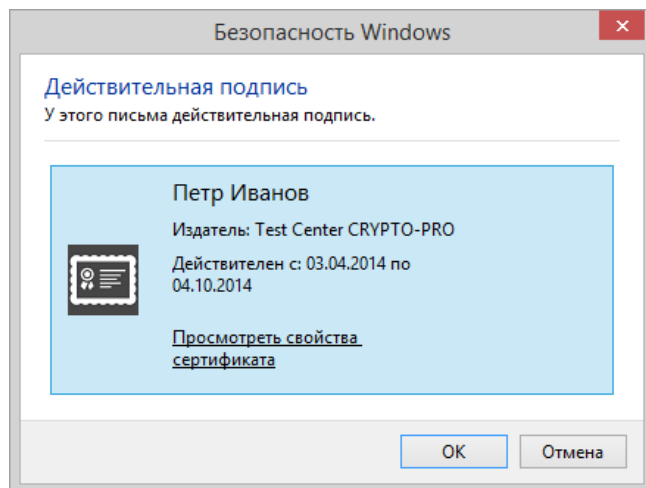 Безопасность Windows
Действительная подпись
У этого письма действительная подпись.
Петр Иванов
Издатель: Test Center CRYPTO-PRO
Действителен с: 03.04.2014 по
04.10.2014
Просмотреть свойства
сертификата
ОК
Отмена